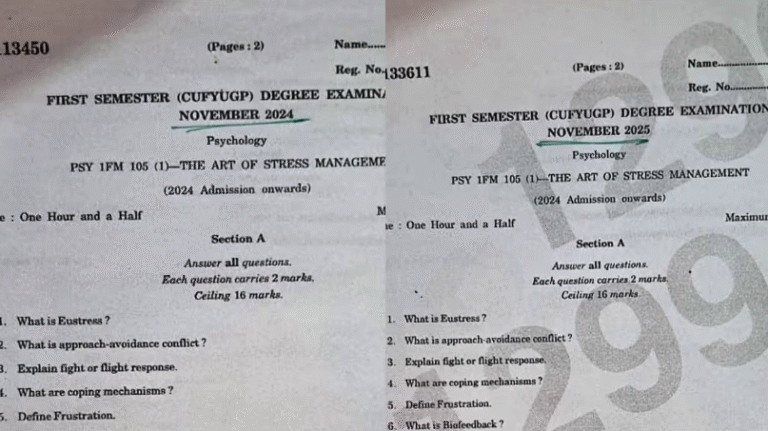 13450
(Pages : 2)
Name......
Reg. No.
FIRST SEMESTER (CUFYUGP) DEGREE EXAMINA
NOVEMBER 2024
Psychology
PSY 1FM 105 (1)—THE ART OF STRESS MANAGEME
(2024 Admission onwards)
e : One Hour and a Half
M
Section A
Answer all questions.
Each question carries 2 marks.
Ceiling 16 marks.
1. What is Eustress ?
2. What is approach-avoidance conflict ?
3. Explain fight or flight response.
4. What are coping mechanisms ?
5. Define Frustration.
133611
(Pages : 2)
Name..................
Reg. No.............
FIRST SEMESTER (CUFYUGP) DEGREE EXAMINATION
NOVEMBER 2025
Psychology
PSY 1FM 105 (1)—THE ART OF STRESS MANAGEMENT
(2024 Admission onwards)
e : One Hour and a Half
Maximum
Section A
Answer all questions.
Each question carries 2 marks.
Ceiling 16 marks.
1. What is Eustress ?
2. What is approach-avoidance conflict ?
3. Explain fight or flight response.
4. What are coping mechanisms ?
5. Define Frustration.
6. What is Biofeedback ?
129
1299